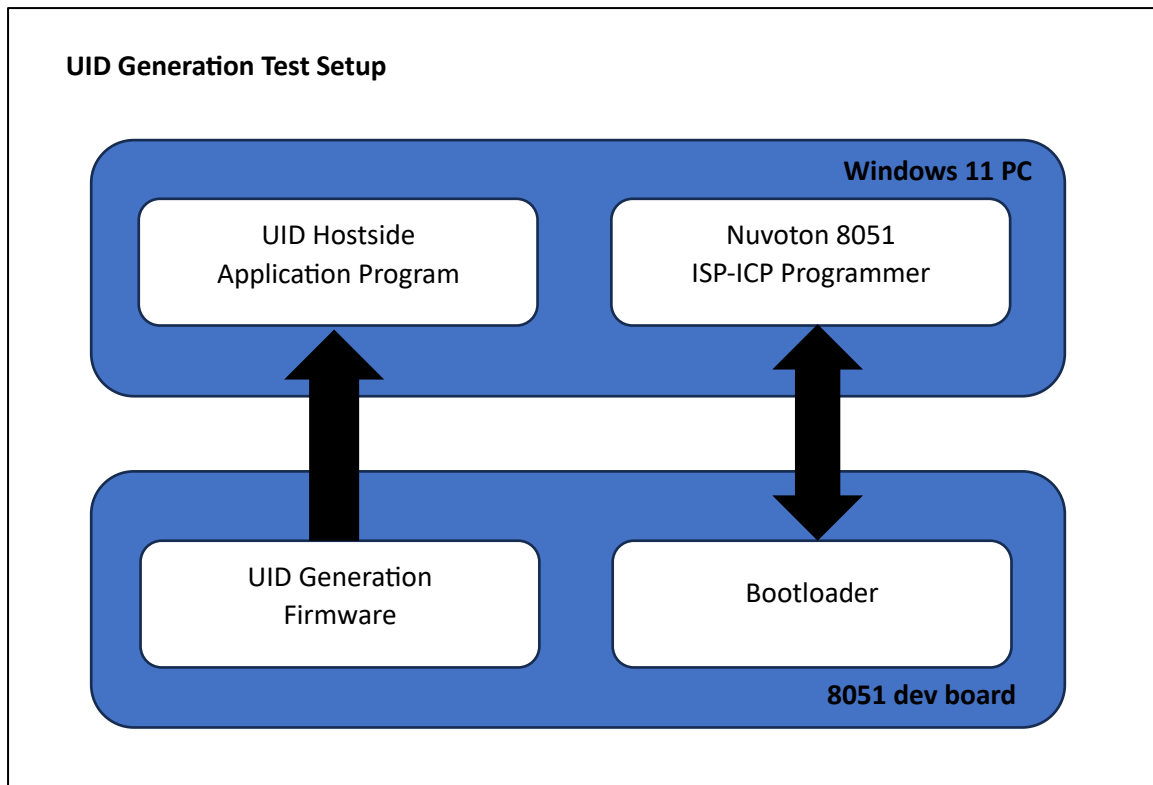 UID Generation Test Setup
Windows 11 PC
UID Hostside
Application Program
Nuvoton 8051
ISP-ICP Programmer
UID Generation
Firmware
Bootloader
8051 dev board